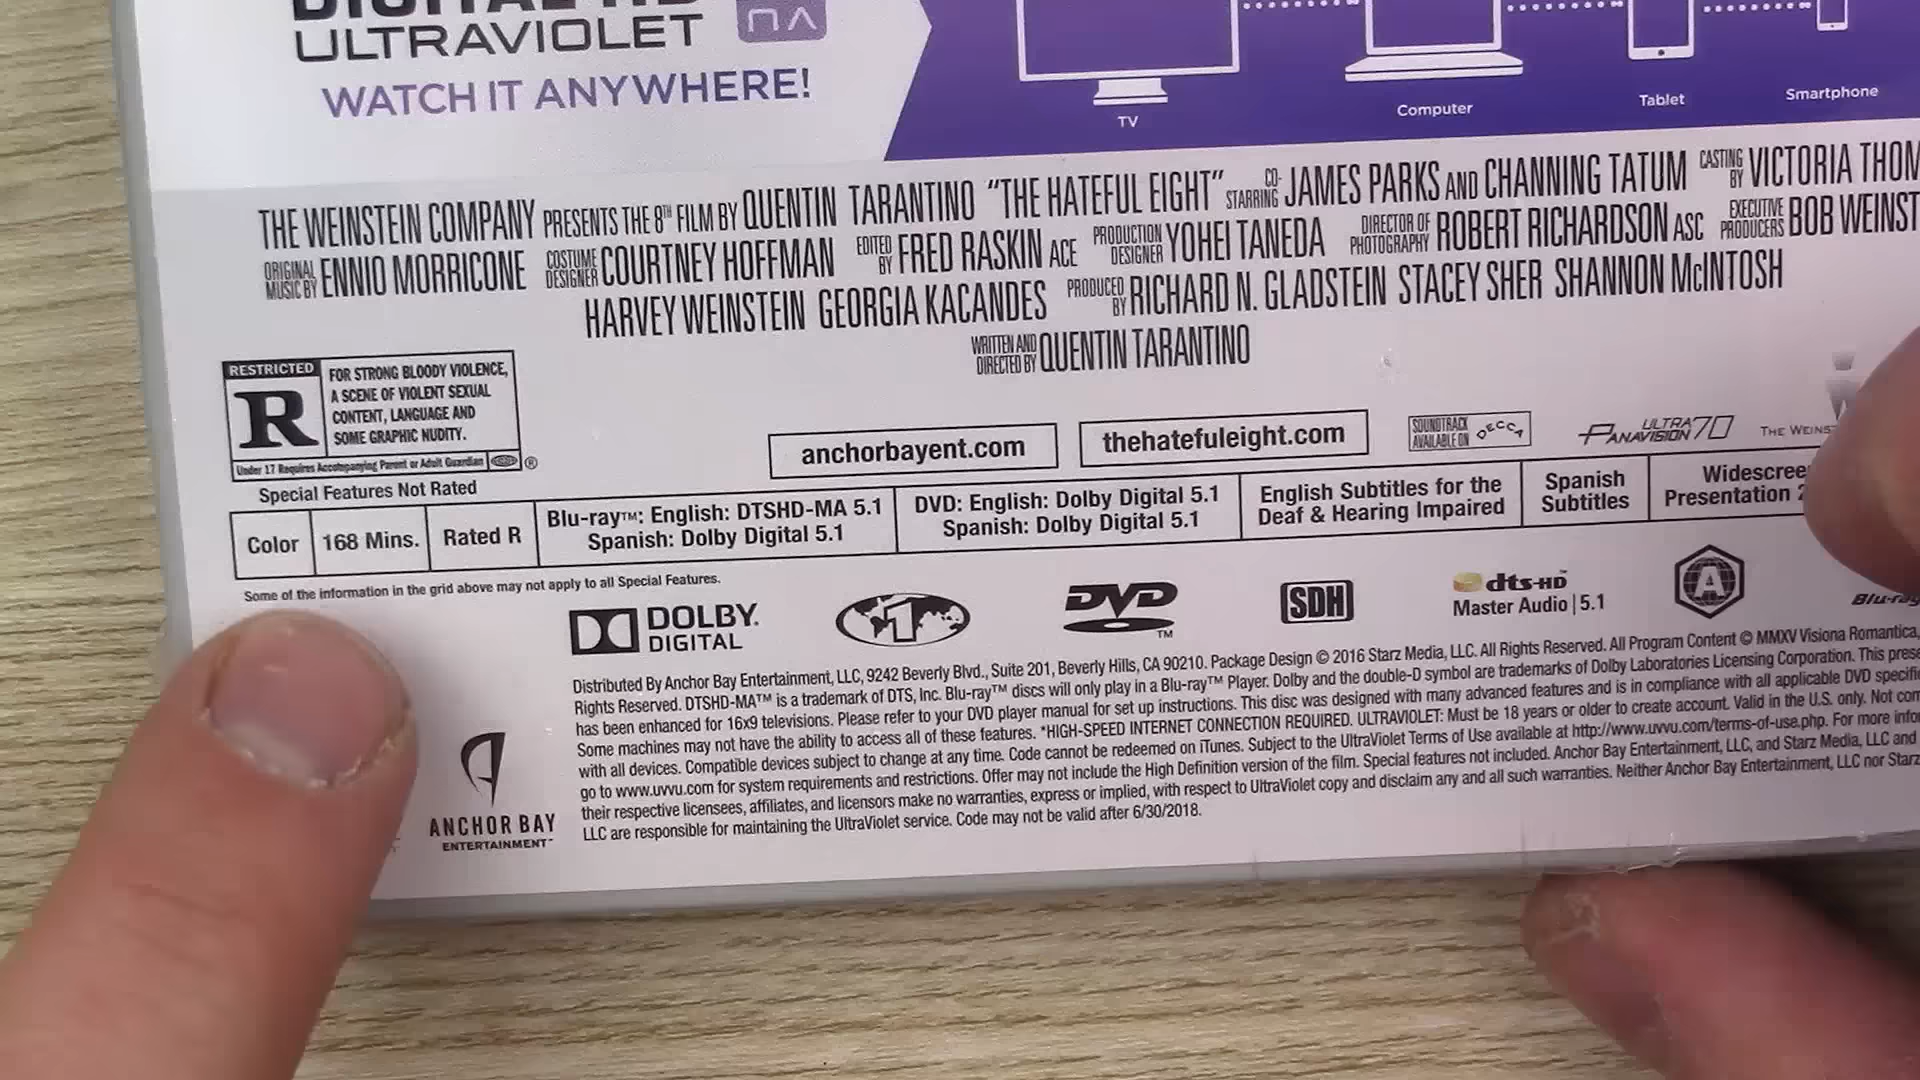 ULTRAVIOLET
WATCH IT ANYWHERE!
TV
Computer
Tablet
Smartphone
THE WEINSTEIN COMPANY PRESENTS THE 8TH FILM BY QUENTIN TARANTINO "THE HATEFUL EIGHT" CO-STARRING JAMES PARKS AND CHANNING TATUM CASTING BY VICTORIA
ORIGINAL MUSIC BY ENNIO MORRICONE COSTUME DESIGNER COURTNEY HOFFMAN EDITED BY FRED RASKIN ACE PRODUCTION DESIGNER YOHEI TANEDA DIRECTOR OF PHOTOGRAPHY ROBERT RICHARDSON ASC EXECUTIVE PRODUCERS BOB
HARVEY WEINSTEIN GEORGIA KACANDES PRODUCED BY RICHARD N. GLADSTEIN STACEY SHER SHANNON McINTOSH
WRITTEN AND DIRECTED BY QUENTIN TARANTINO
RESTRICTED
R
FOR STRONG BLOODY VIOLENCE,
A SCENE OF VIOLENT SEXUAL
CONTENT, LANGUAGE AND
SOME GRAPHIC NUDITY.
Under 17 Requires Accompanying Parent or Adult Guardian ®
Special Features Not Rated
anchorbayent.com
thehatefuleight.com
SOUNDTRACK AVAILABLE ON DECCA
ULTRA PANAVISION 70
THE
Color
168 Mins.
Rated R
Blu-ray™: English: DTSHD-MA 5.1
Spanish: Dolby Digital 5.1
DVD: English: Dolby Digital 5.1
Spanish: Dolby Digital 5.1
English Subtitles for the
Deaf & Hearing Impaired
Spanish
Subtitles
Presentation
Some of the information in the grid above may not apply to all Special Features.
DOLBY.
DIGITAL
1
DVD™
SDH
dts-HD™
Master Audio | 5.1
A
ANCHOR BAY
ENTERTAINMENT™
Distributed By Anchor Bay Entertainment, LLC, 9242 Beverly Blvd., Suite 201, Beverly Hills, CA 90210. Package Design © 2016 Starz Media, LLC. All Rights Reserved. All Program Content © MMXV Visiona Romantica,
Rights Reserved. DTSHD-MA™ is a trademark of DTS, Inc. Blu-ray™ discs will only play in a Blu-ray™ Player. Dolby and the double-D symbol are trademarks of Dolby Laboratories Licensing Corporation. This
has been enhanced for 16x9 televisions. Please refer to your DVD player manual for set up instructions. This disc was designed with many advanced features and is in compliance with all applicable DVD
Some machines may not have the ability to access all of these features. *HIGH-SPEED INTERNET CONNECTION REQUIRED. ULTRAVIOLET: Must be 18 years or older to create account. Valid in the U.S. only. Not
with all devices. Compatible devices subject to change at any time. Code cannot be redeemed on iTunes. Subject to the UltraViolet Terms of Use available at http://www.uvvu.com/terms-of-use.php. For more
go to www.uvvu.com for system requirements and restrictions. Offer may not include the High Definition version of the film. Special features not included. Anchor Bay Entertainment, LLC, and Starz Media, LLC and
their respective licensees, affiliates, and licensors make no warranties, express or implied, with respect to UltraViolet copy and disclaim any and all such warranties. Neither Anchor Bay Entertainment, LLC nor Starz
LLC are responsible for maintaining the UltraViolet service. Code may not be valid after 6/30/2018.